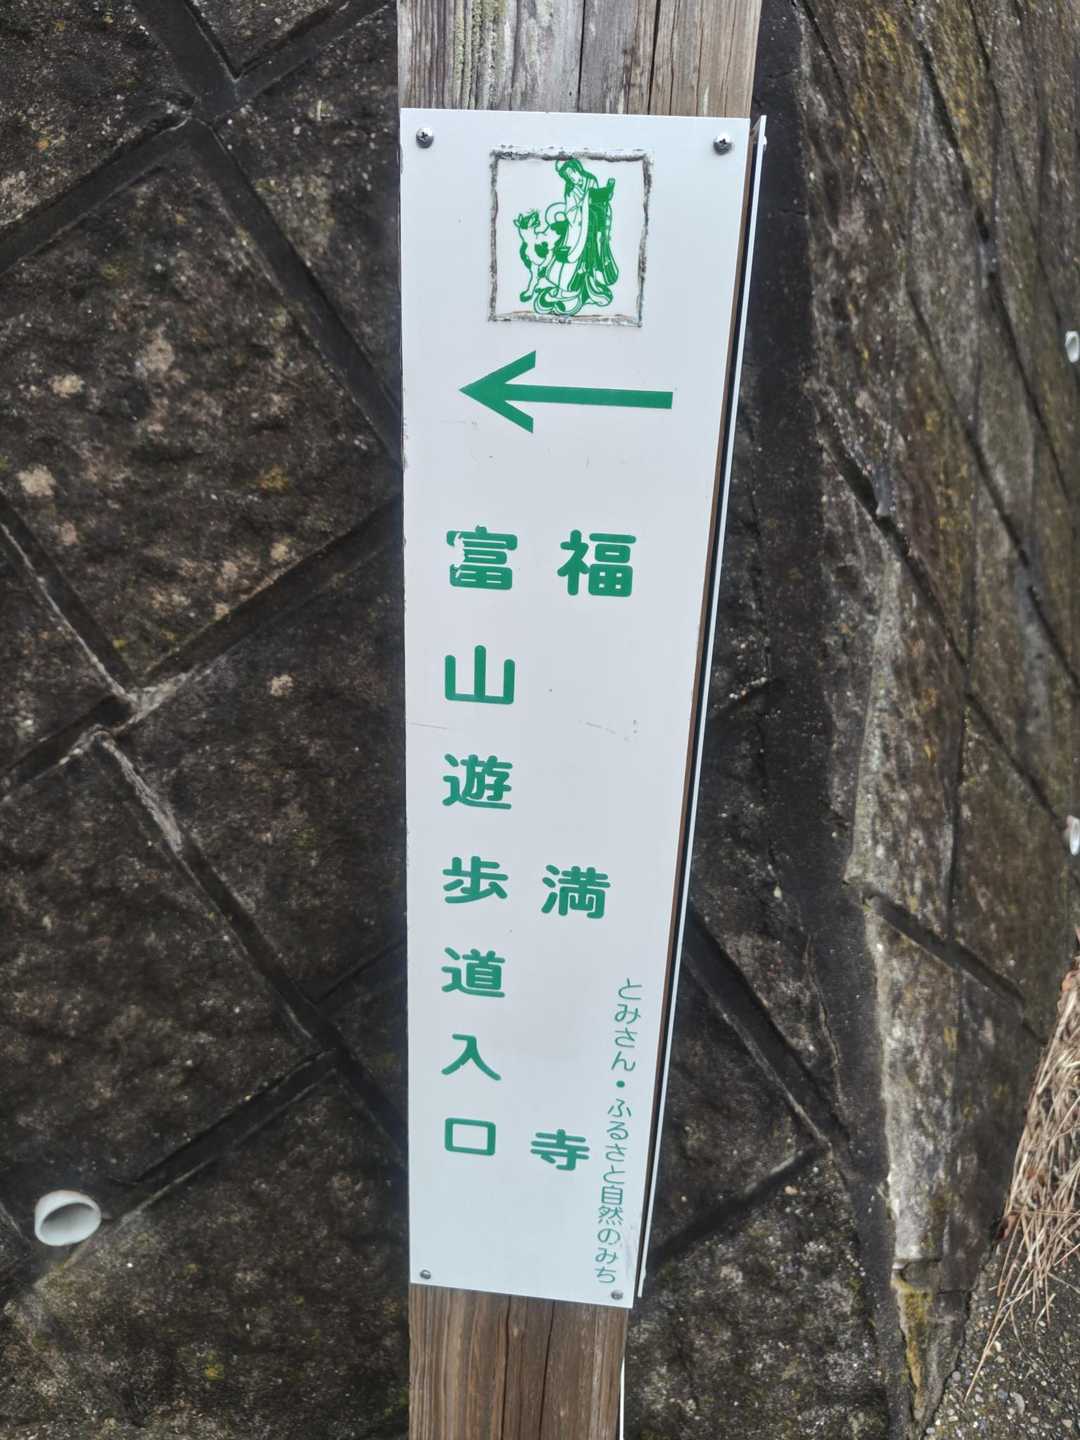 とみさん・ふるさと自然のみち
福満寺
富山遊歩道入口